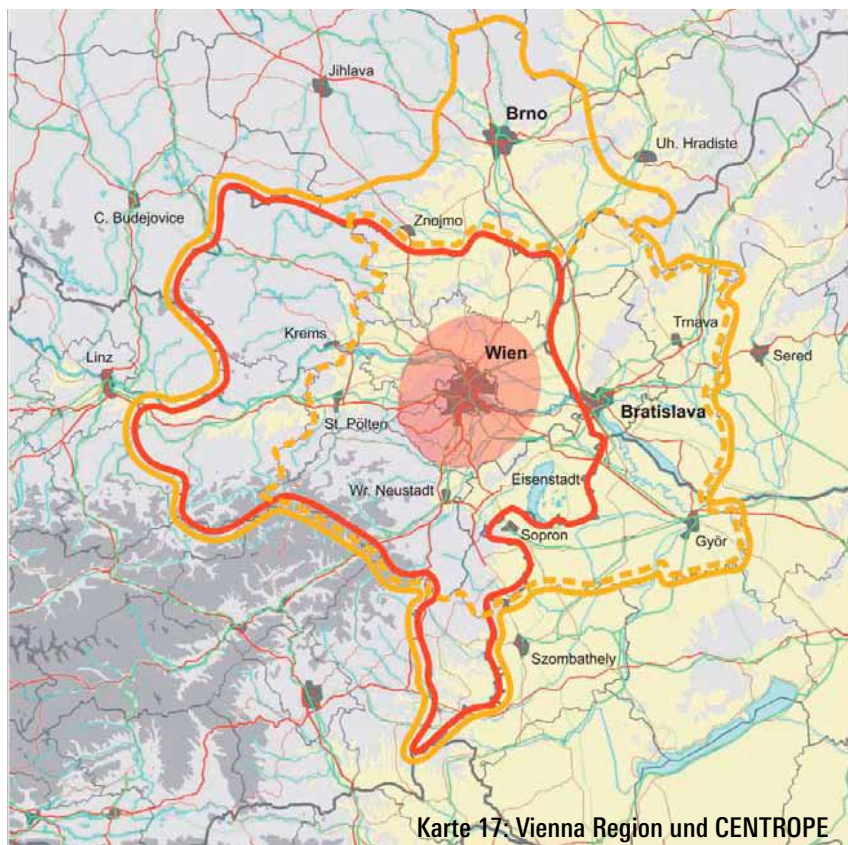 Jihlava
Brno
Uh. Hradiste
C. Budejovice
Znojmo
Krems
Wien
Trnava
Linz
Sered
St. Pölten
Bratislava
Wr. Neustadt
Eisenstadt
Sopron
Györ
Szombathely
Karte 17: Vienna Region und CENTROPE